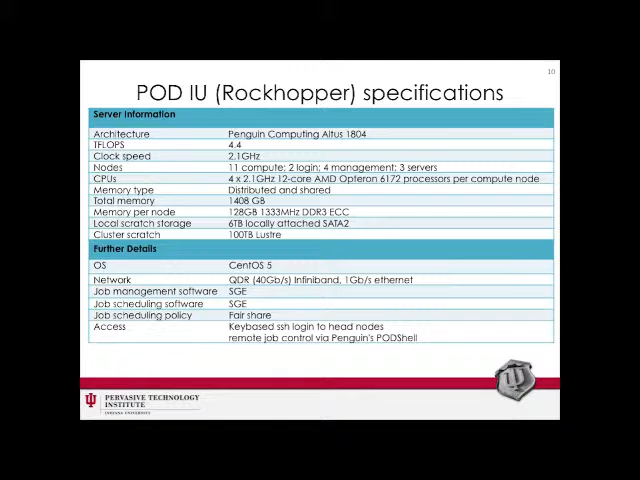 10
POD IU (Rockhopper) specifications
Server Information
Architecture Penguin Computing Altus 1804
TFLOPS 4.4
Clock speed 2.1GHz
Nodes 11 compute; 2 login; 4 management; 3 servers
CPUs 4 x 2.1GHz 12-core AMD Opteron 6172 processors per compute node
Memory type Distributed and shared
Total memory 1408 GB
Memory per node 128GB 1333MHz DDR3 ECC
Local scratch storage 6TB locally attached SATA2
Cluster scratch 100TB Lustre
Further Details
OS CentOS 5
Network QDR (40Gb/s) Infiniband, 1Gb/s ethernet
Job management software SGE
Job scheduling software SGE
Job scheduling policy Fair share
Access Keybased ssh login to head nodes
remote job control via Penguin's PODShell
PERVASIVE TECHNOLOGY
INSTITUTE
INDIANA UNIVERSITY